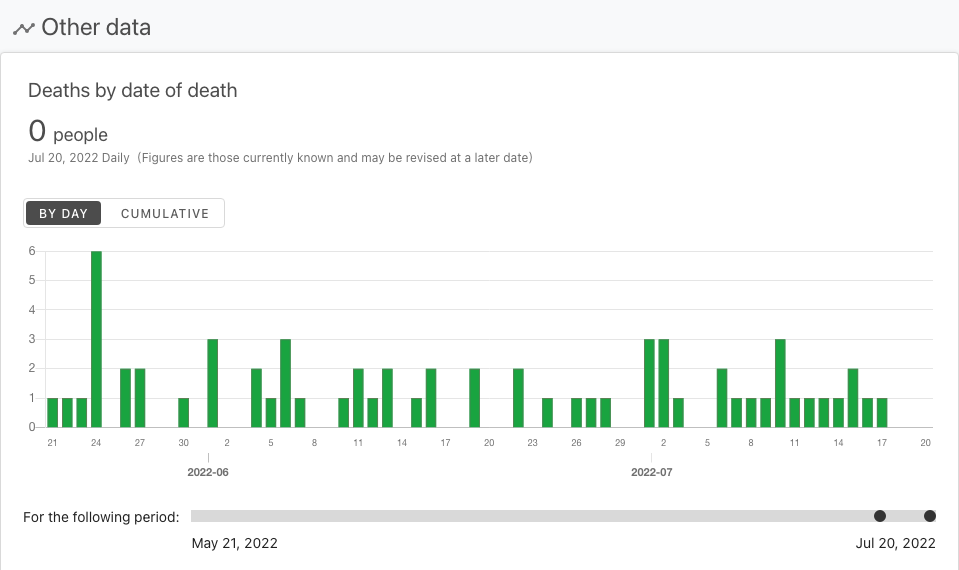 Other data
Deaths by date of death
0 people
Jul 20, 2022 Daily (Figures are those currently known and may be revised at a later date)
BY DAY CUMULATIVE
6
5
4
3
2
1
0
21 24 27 30 2 5 8 11 14 17 20 23 26 29 2 5 8 11 14 17 20
2022-06 2022-07
For the following period:
May 21, 2022 Jul 20, 2022